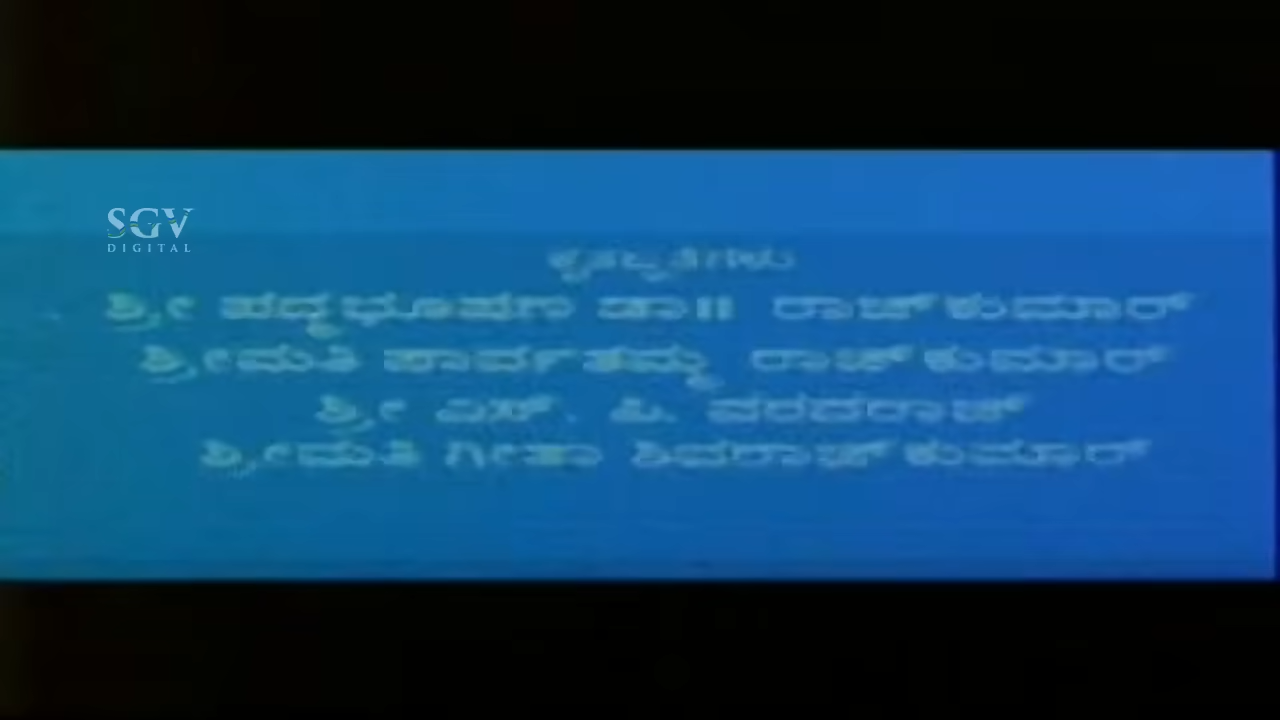 SGV
DIGITAL
ಕೃತಜ್ಞತೆಗಳು
ಶ್ರೀ ಪದ್ಮಭೂಷಣ ಡಾ॥ ರಾಜ್‌ಕುಮಾರ್
ಶ್ರೀಮತಿ ಪಾರ್ವತಮ್ಮ ರಾಜ್‌ಕುಮಾರ್
ಶ್ರೀ ಎಸ್. ಪಿ. ವರದರಾಜ್
ಶ್ರೀಮತಿ ಗೀತಾ ಶಿವರಾಜ್‌ಕುಮಾರ್